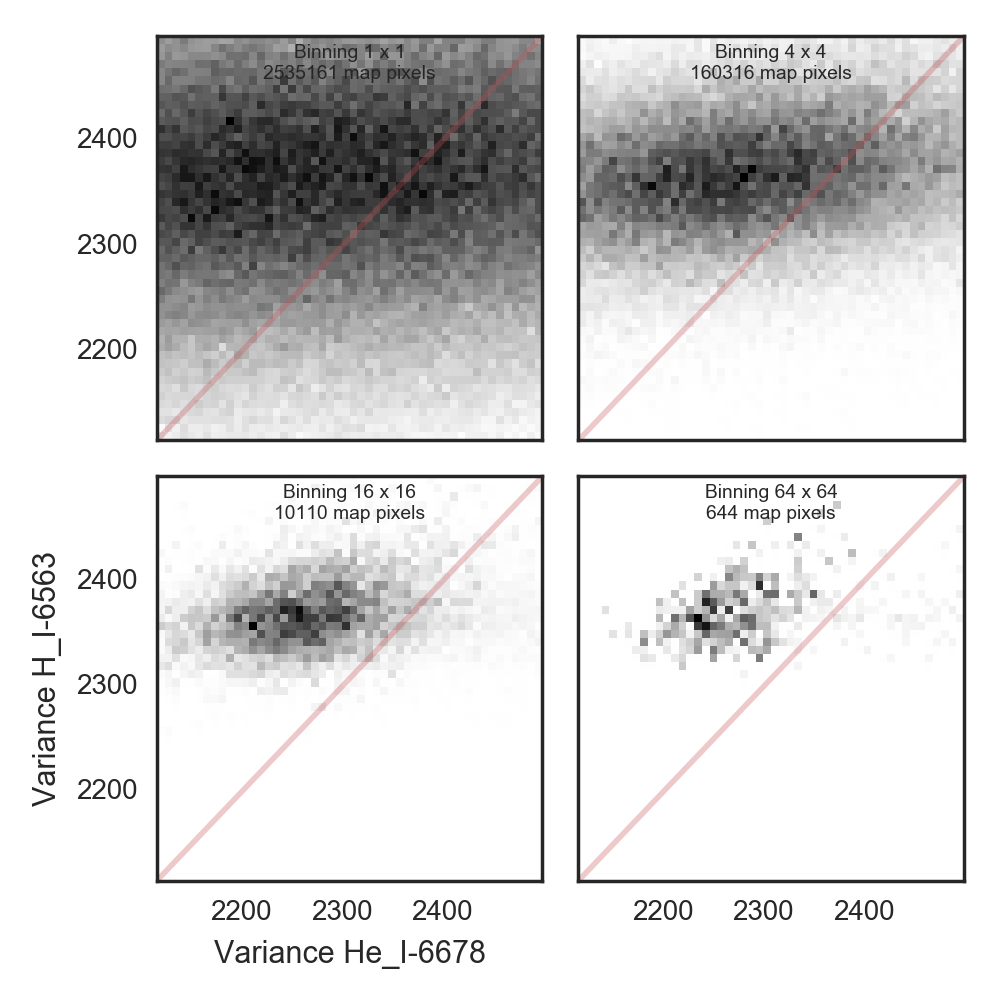 Binning 1 x 1
2535161 map pixels
Binning 4 x 4
160316 map pixels
2400
2300
2200
Binning 16 x 16
10110 map pixels
Binning 64 x 64
644 map pixels
2400
2300
2200
Variance H_I-6563
2200 2300 2400
2200 2300 2400
Variance He_I-6678